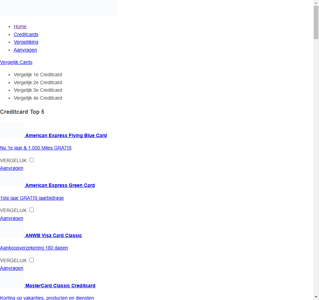 Home
Creditcards
Vergelijking
Aanvragen
Vergelijk Cards
Vergelijk 1e Creditcard
Vergelijk 2e Creditcard
Vergelijk 3e Creditcard
Vergelijk 4e Creditcard
Creditcard Top 5
American Express Flying Blue Card
Nu 1e jaar & 1.000 Miles GRATIS
VERGELIJK
Aanvragen
American Express Green Card
1ste jaar GRATIS jaarbijdrage
VERGELIJK
Aanvragen
ANWB Visa Card Classic
Aankoopverzekering 180 dagen
VERGELIJK
Aanvragen
MasterCard Classic Creditcard
Korting op vakanties, producten en diensten